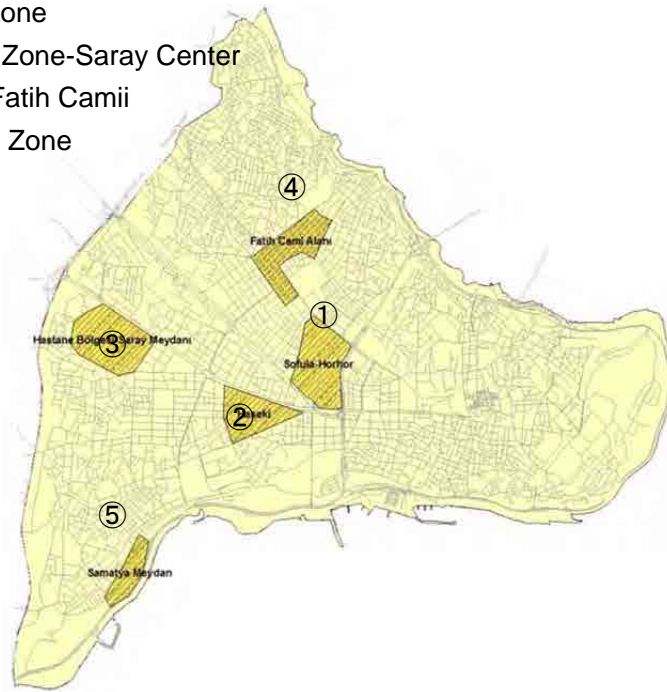 one
Zone-Saray Center
Fatih Camii
Zone
④
Fatih Cami Alanı
①
Hastane Bölgesi-Saray Meydanı
③
Sofula-Horhor
②
⑤
Samatya Meydan